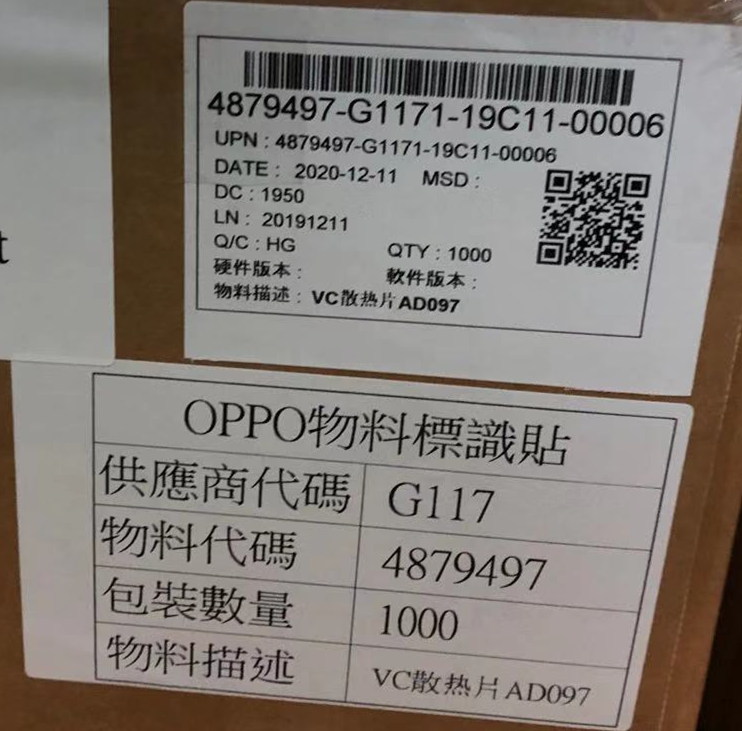 4879497-G1171-19C11-00006
UPN : 4879497-G1171-19C11-00006
DATE : 2020-12-11 MSD :
DC : 1950
LN : 20191211
Q/C : HG QTY : 1000
硬件版本 : 軟件版本 :
物料描述 : VC散热片AD097
t
OPPO物料標識貼
供應商代碼 G117
物料代碼 4879497
包裝數量 1000
物料描述 VC散热片AD097